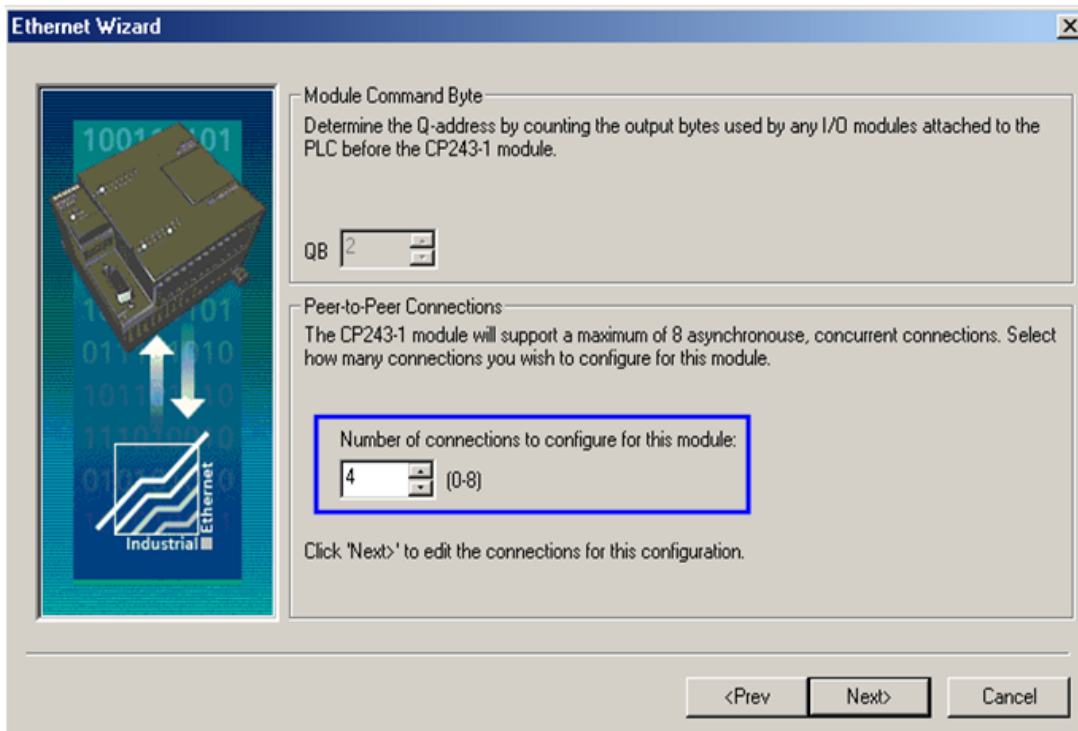 Ethernet Wizard
Module Command Byte
Determine the Q-address by counting the output bytes used by any I/O modules attached to the
PLC before the CP243-1 module.
QB 2
Peer-to-Peer Connections
The CP243-1 module will support a maximum of 8 asynchronouse, concurrent connections. Select
how many connections you wish to configure for this module.
Number of connections to configure for this module:
4 (0-8)
Click 'Next>' to edit the connections for this configuration.
Industrial
Ethernet
<Prev
Next>
Cancel